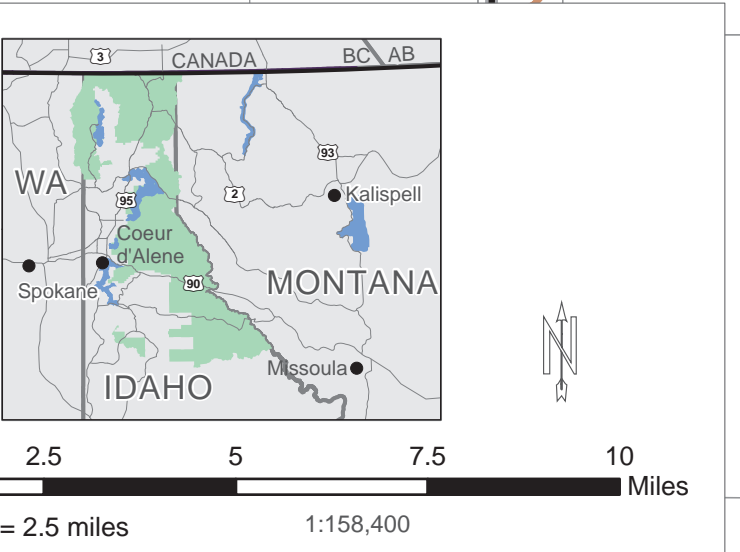 3
CANADA
BC
AB
93
WA
2
Kalispell
95
Coeur
d'Alene
MONTANA
90
Spokane
N
Missoula
IDAHO
2.5 5 7.5 10
Miles
= 2.5 miles
1:158,400